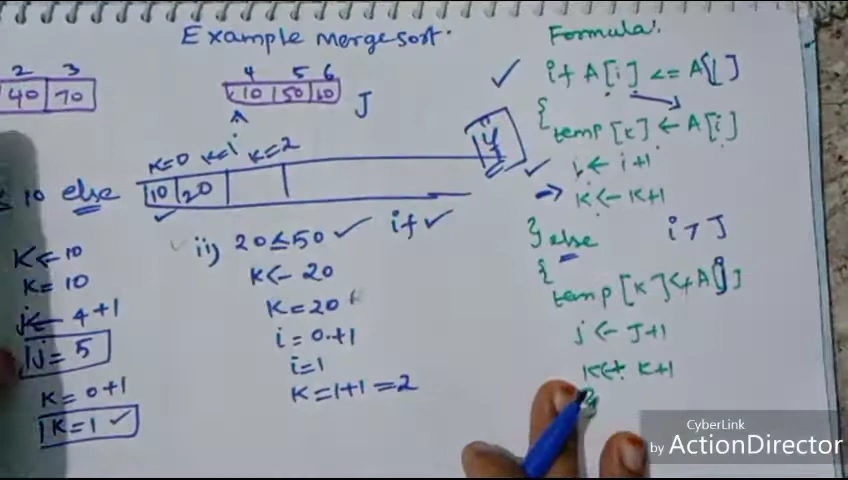 Example Mergesort.
2 3
40 70
4 5 6
10 50
J
K=0 K=1 K=2
10 20
10 else
K← 10
K= 10
j← 4+1
j= 5
K = 0+1
K=1 ✓
ii) 20≤50 ✓ if ✓
K← 20
K=20
i= 0+1
i=1
K=1+1 =2
Formula:
✓ if A[i] <= A[j]
{
temp[k] ← A[i]
i ← i+1
→ K← K+1
} else i > J
{
temp[K]← A[j]
j ← J+1
K← K+1
}
CyberLink
by ActionDirector